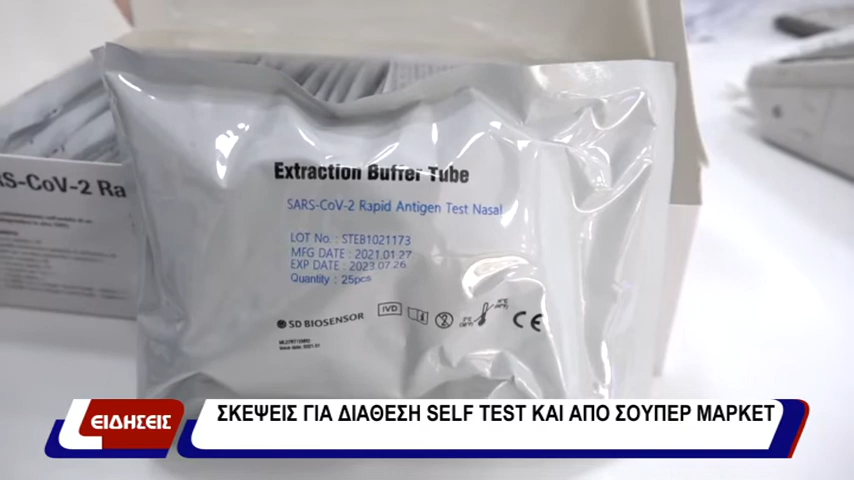 Extraction Buffer Tube
SARS-CoV-2 Rapid Antigen Test Nasal
RS-CoV-2 Ra
LOT No. : STEB1021173
MFG DATE : 2021.01.27
EXP DATE : 2023.07.26
Quantity : 25pcs
SD BIOSENSOR IVD CE
ΕΙΔΗΣΕΙΣ
ΣΚΕΨΕΙΣ ΓΙΑ ΔΙΑΘΕΣΗ SELF TEST ΚΑΙ ΑΠΟ ΣΟΥΠΕΡ ΜΑΡΚΕΤ